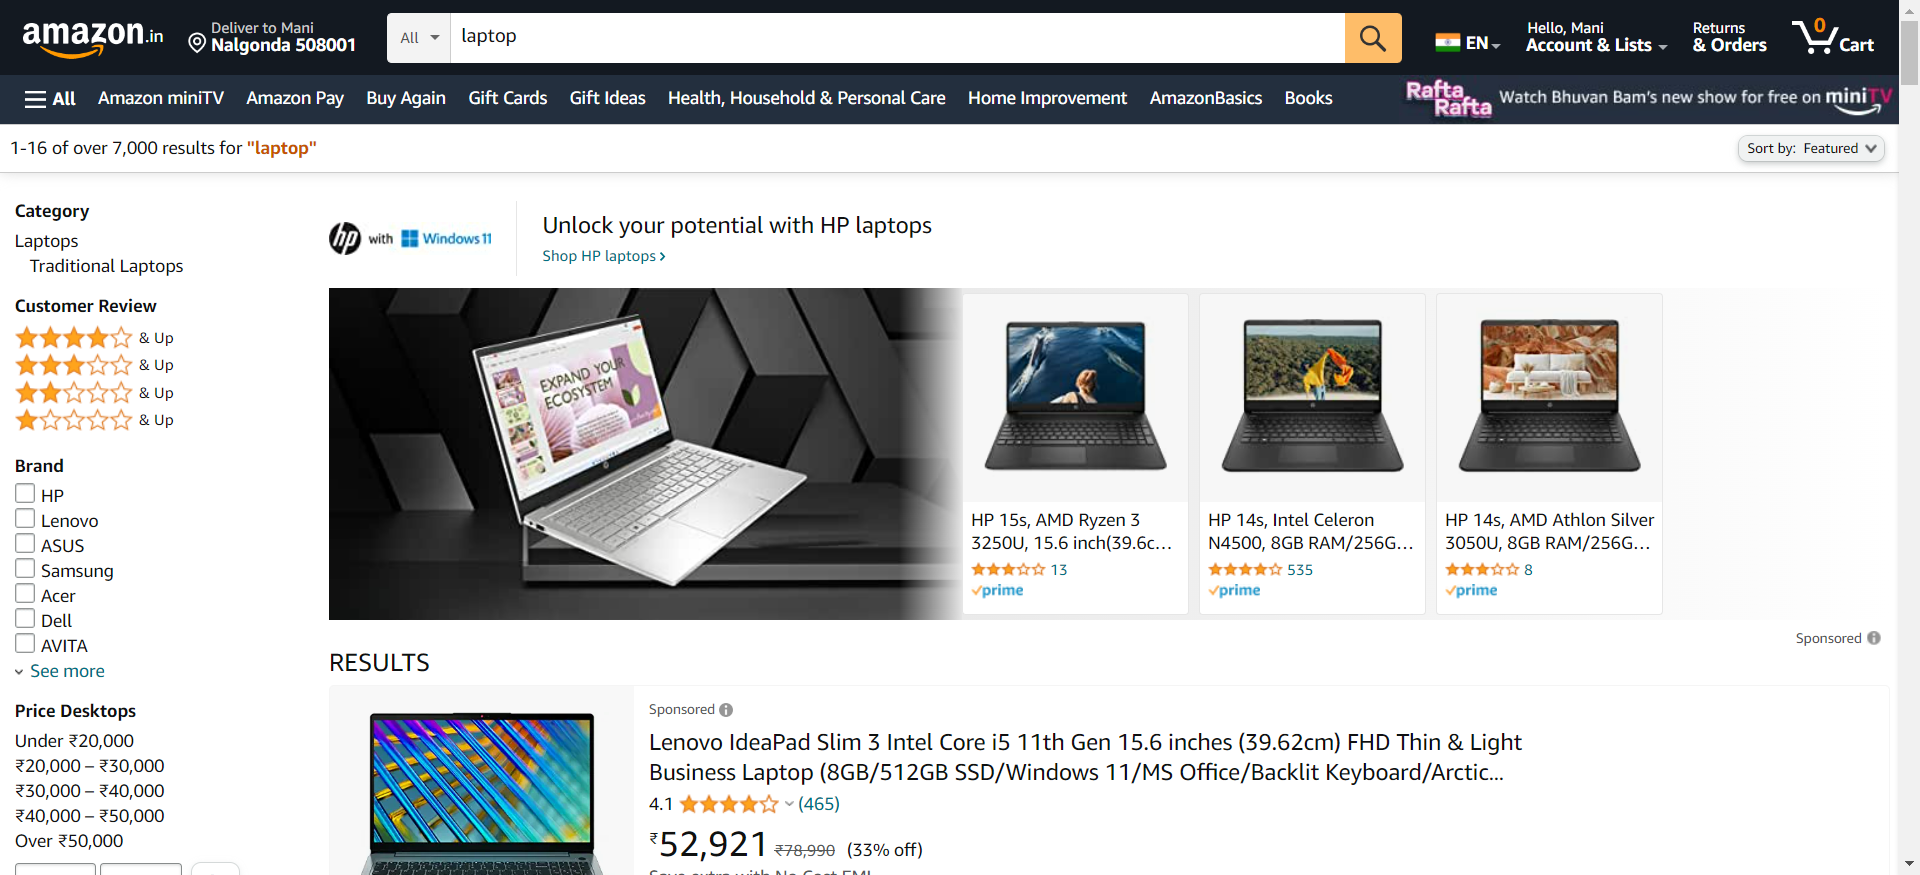 amazon.in
Deliver to Mani
Nalgonda 508001
All
laptop
EN
Hello, Mani
Account & Lists
Returns
& Orders
0
Cart
All
Amazon miniTV
Amazon Pay
Buy Again
Gift Cards
Gift Ideas
Health, Household & Personal Care
Home Improvement
AmazonBasics
Books
Rafta
Rafta
Watch Bhuvan Bam's new show for free on miniTV
1-16 of over 7,000 results for "laptop"
Sort by: Featured
Category
Laptops
Traditional Laptops
Customer Review
& Up
& Up
& Up
& Up
Brand
HP
Lenovo
ASUS
Samsung
Acer
Dell
AVITA
See more
Price Desktops
Under ₹20,000
₹20,000 – ₹30,000
₹30,000 – ₹40,000
₹40,000 – ₹50,000
Over ₹50,000
hp with Windows 11
Unlock your potential with HP laptops
Shop HP laptops ›
EXPAND YOUR
ECOSYSTEM
HP 15s, AMD Ryzen 3
3250U, 15.6 inch(39.6c...
13
prime
HP 14s, Intel Celeron
N4500, 8GB RAM/256G...
535
prime
HP 14s, AMD Athlon Silver
3050U, 8GB RAM/256G...
8
prime
Sponsored
RESULTS
Sponsored
Lenovo IdeaPad Slim 3 Intel Core i5 11th Gen 15.6 inches (39.62cm) FHD Thin & Light
Business Laptop (8GB/512GB SSD/Windows 11/MS Office/Backlit Keyboard/Arctic...
4.1
(465)
₹52,921 ₹78,990 (33% off)
Save extra with No Cost EMI